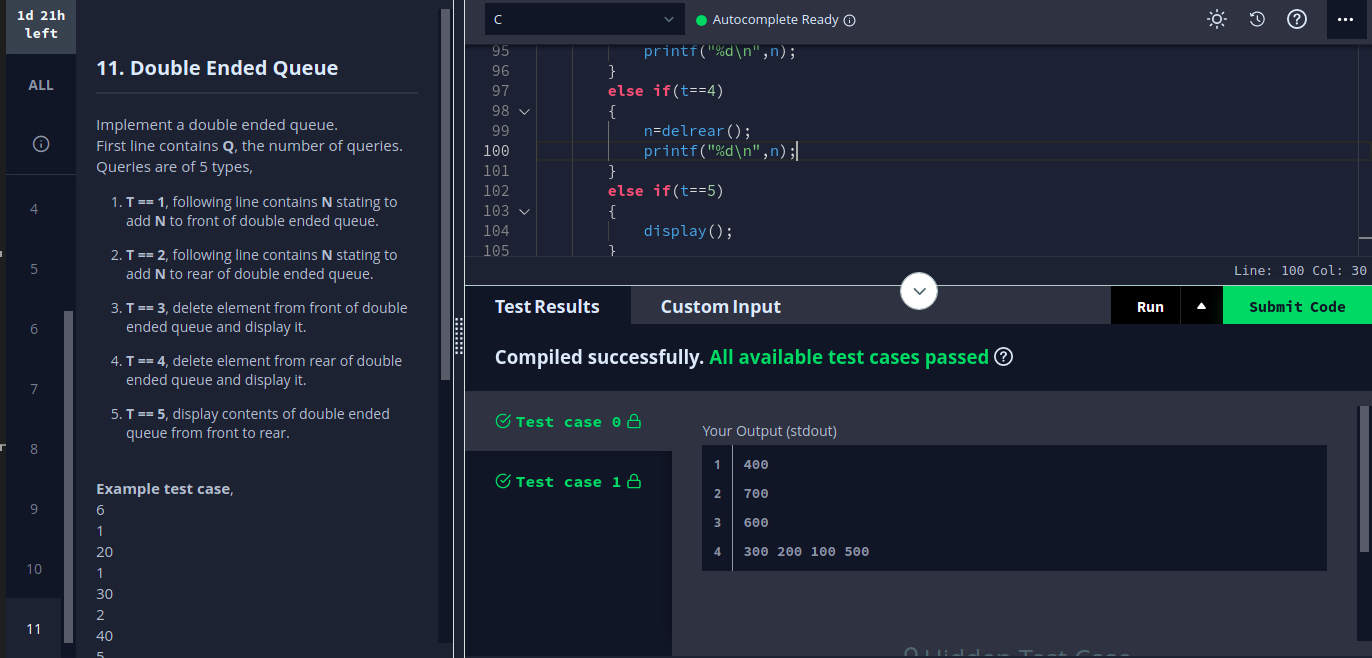 1d 21h
left
ALL
4
5
6
7
8
9
10
11
11. Double Ended Queue
Implement a double ended queue.
First line contains Q, the number of queries.
Queries are of 5 types,
1. T == 1, following line contains N stating to
add N to front of double ended queue.
2. T == 2, following line contains N stating to
add N to rear of double ended queue.
3. T == 3, delete element from front of double
ended queue and display it.
4. T == 4, delete element from rear of double
ended queue and display it.
5. T == 5, display contents of double ended
queue from front to rear.
Example test case,
6
1
20
1
30
2
40
5
C
Autocomplete Ready
95 printf("%d\n",n);
96 }
97 else if(t==4)
98 {
99 n=delrear();
100 printf("%d\n",n);
101 }
102 else if(t==5)
103 {
104 display();
105 }
Line: 100 Col: 30
Test Results
Custom Input
Run
Submit Code
Compiled successfully. All available test cases passed
Test case 0
Test case 1
Your Output (stdout)
1 400
2 700
3 600
4 300 200 100 500
Hidden Test Case